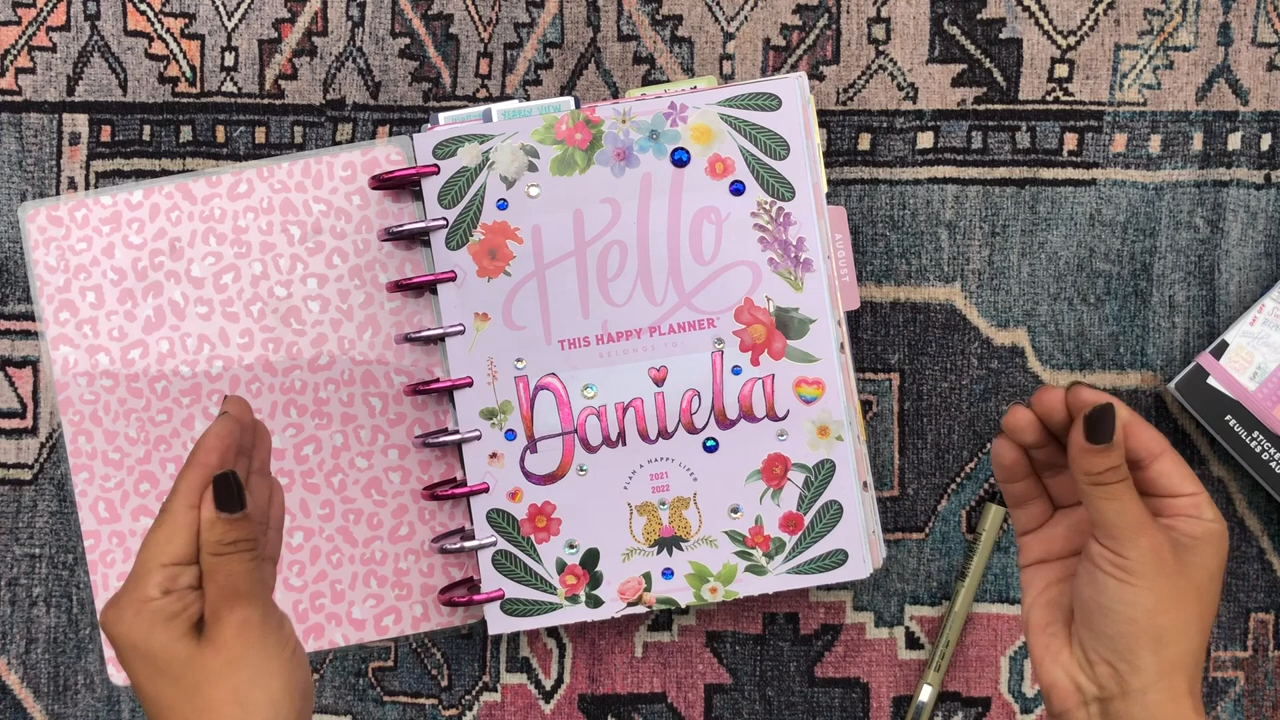 Hello
THIS HAPPY PLANNER®
BELONGS TO:
Daniela
PLAN A HAPPY LIFE®
2021
2022
AUGUST